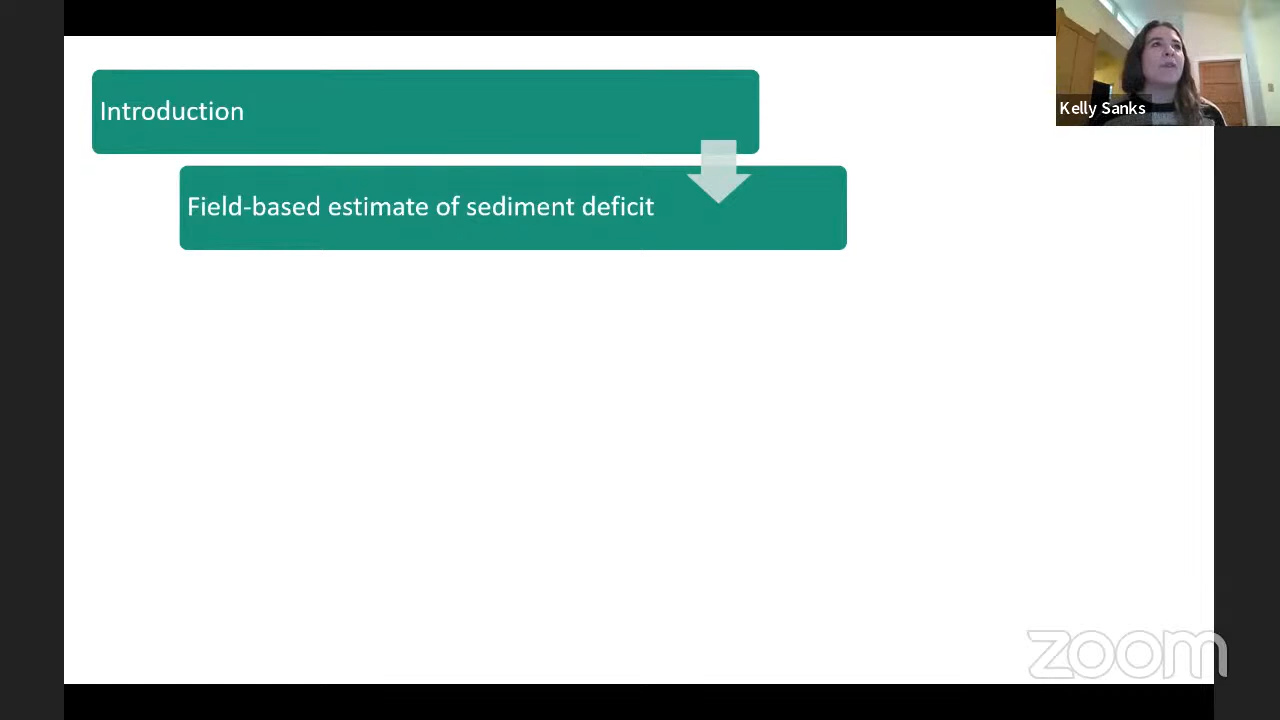 Introduction
Kelly Sanks
Field-based estimate of sediment deficit
zoom